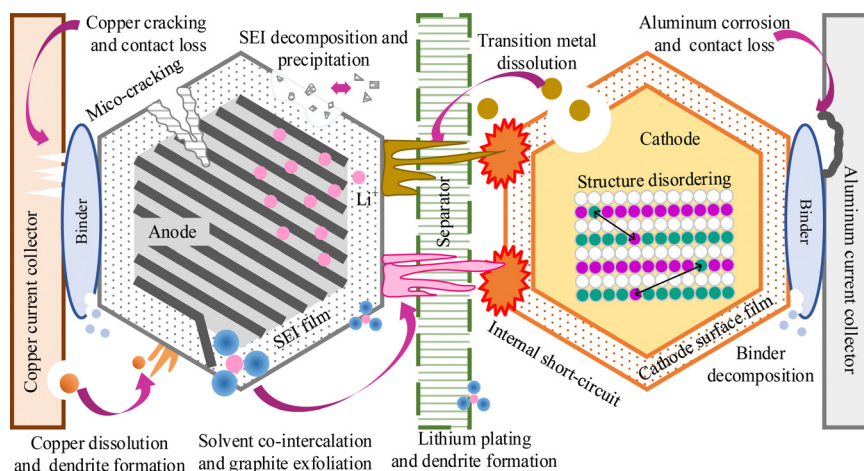 Copper cracking
and contact loss
SEI decomposition and
precipitation
Transition metal
dissolution
Aluminum corrosion
and contact loss
Mico-cracking
Copper current collector
Binder
Anode
Li+
SEI film
Separator
Cathode
Structure disordering
Internal short-circuit
Cathode surface film
Binder
Aluminum current collector
Binder
decomposition
Copper dissolution
and dendrite formation
Solvent co-intercalation
and graphite exfoliation
Lithium plating
and dendrite formation